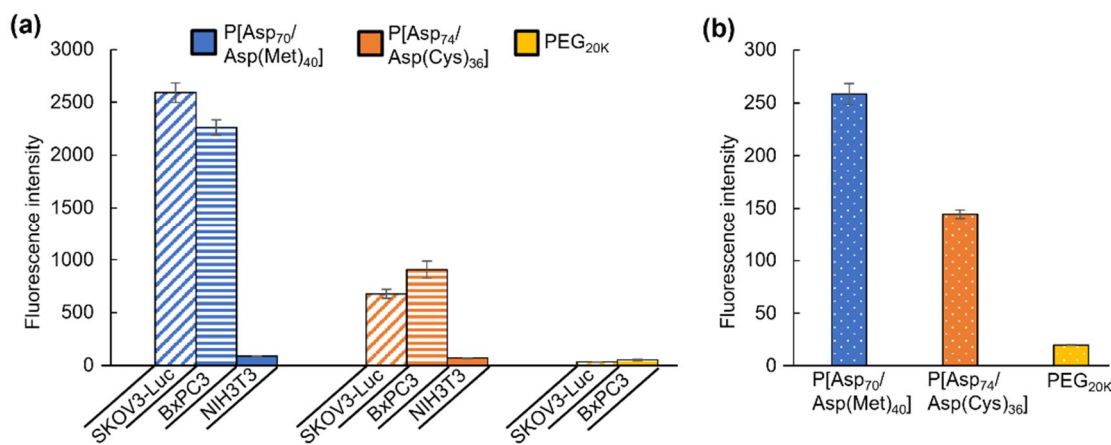 (a)
P[Asp₇₀/
Asp(Met)₄₀]
P[Asp₇₄/
Asp(Cys)₃₆]
PEG₂₀ₖ
Fluorescence intensity
3000
2500
2000
1500
1000
500
0
SKOV3-Luc
BxPC3
NIH3T3
SKOV3-Luc
BxPC3
NIH3T3
SKOV3-Luc
BxPC3
(b)
Fluorescence intensity
300
250
200
150
100
50
0
P[Asp₇₀/
Asp(Met)₄₀]
P[Asp₇₄/
Asp(Cys)₃₆]
PEG₂₀ₖ